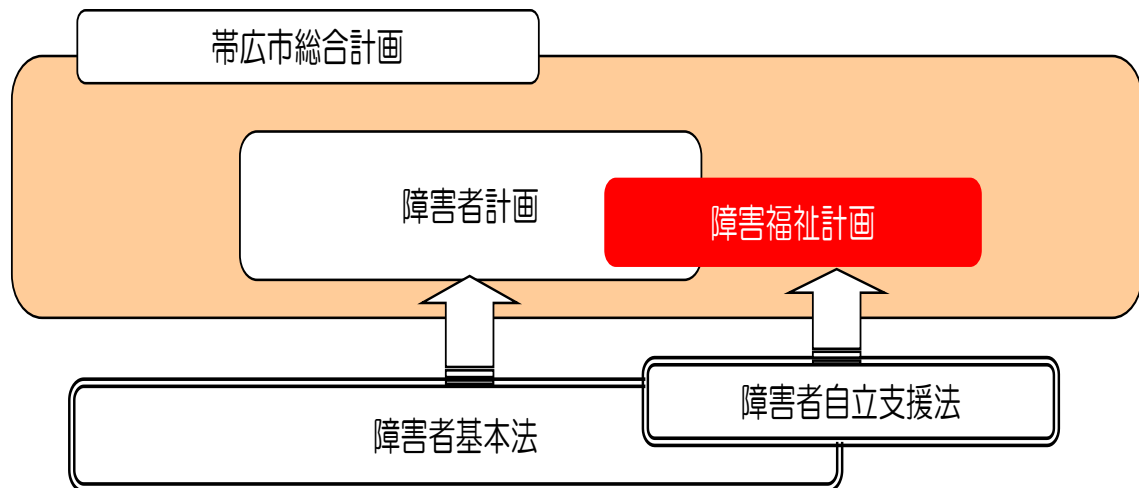 帯広市総合計画
障害者計画
障害福祉計画
障害者自立支援法
障害者基本法